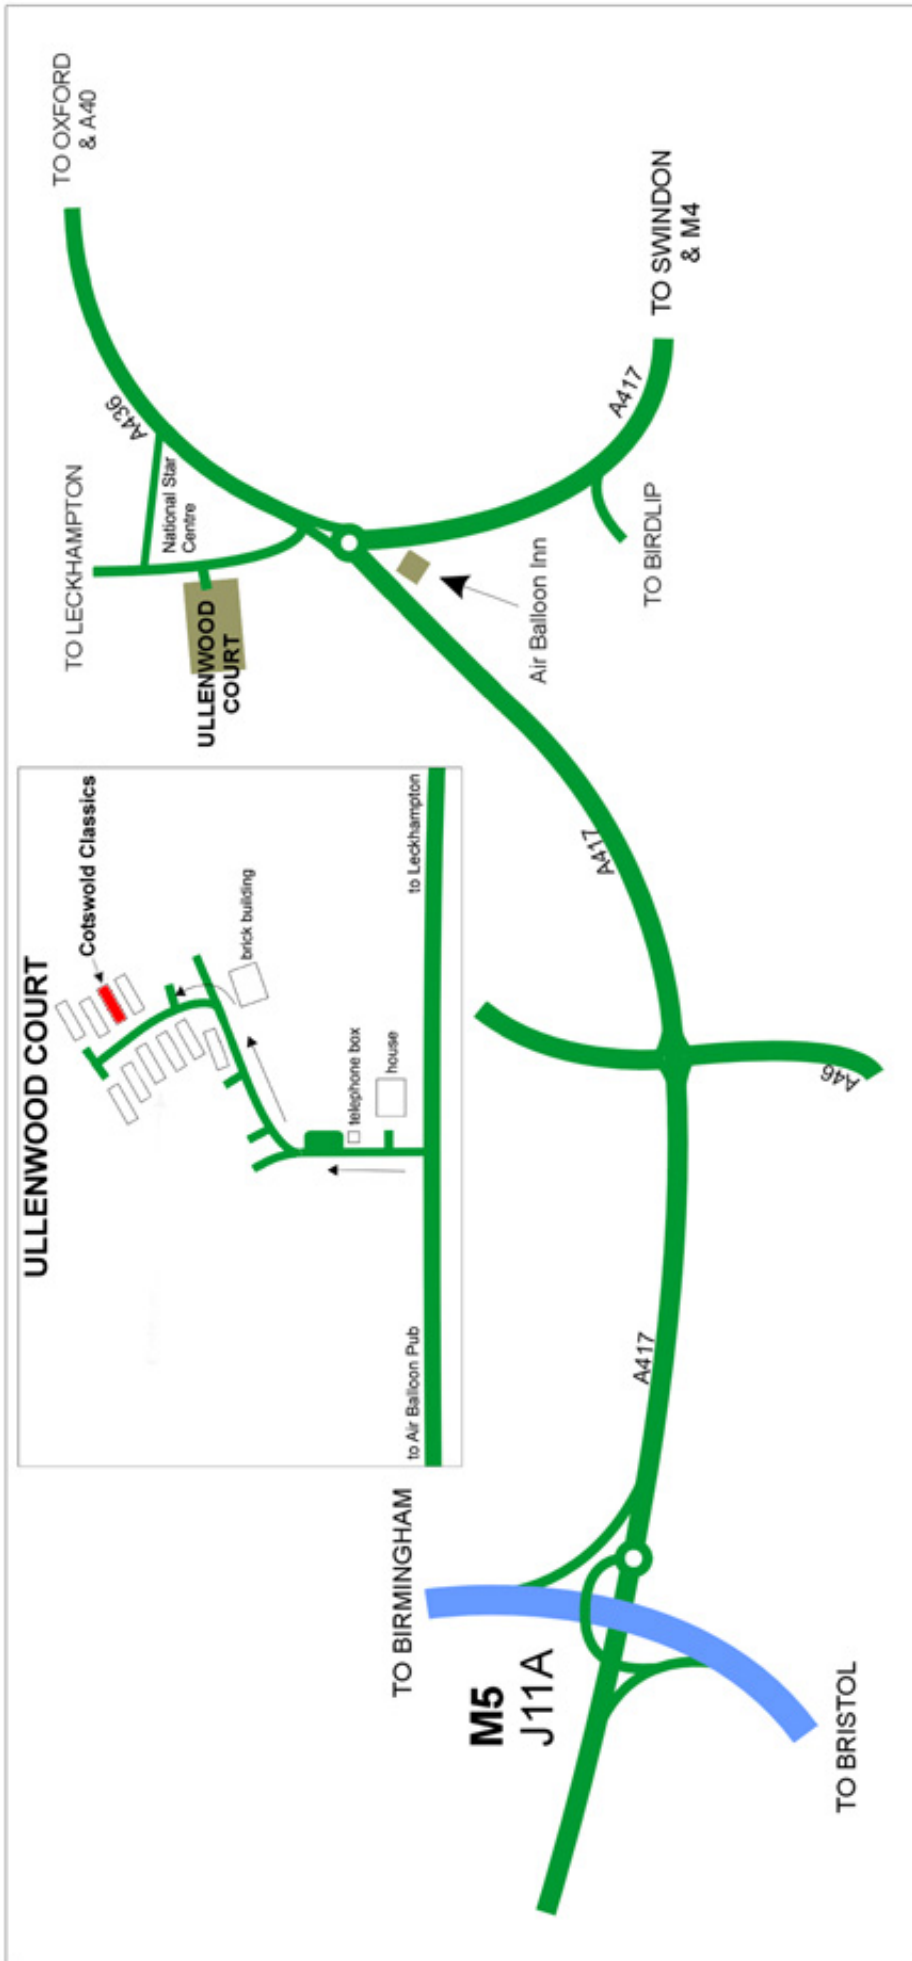 TO OXFORD
& A40
A436
TO LECKHAMPTON
National Star
Centre
ULLENWOOD
COURT
TO SWINDON
& M4
A417
TO BIRDLIP
Air Balloon Inn
A417
A46
A417
ULLENWOOD COURT
Cotswold Classics
brick building
telephone box
house
to Leckhampton
to Air Balloon Pub
TO BIRMINGHAM
M5
J11A
TO BRISTOL